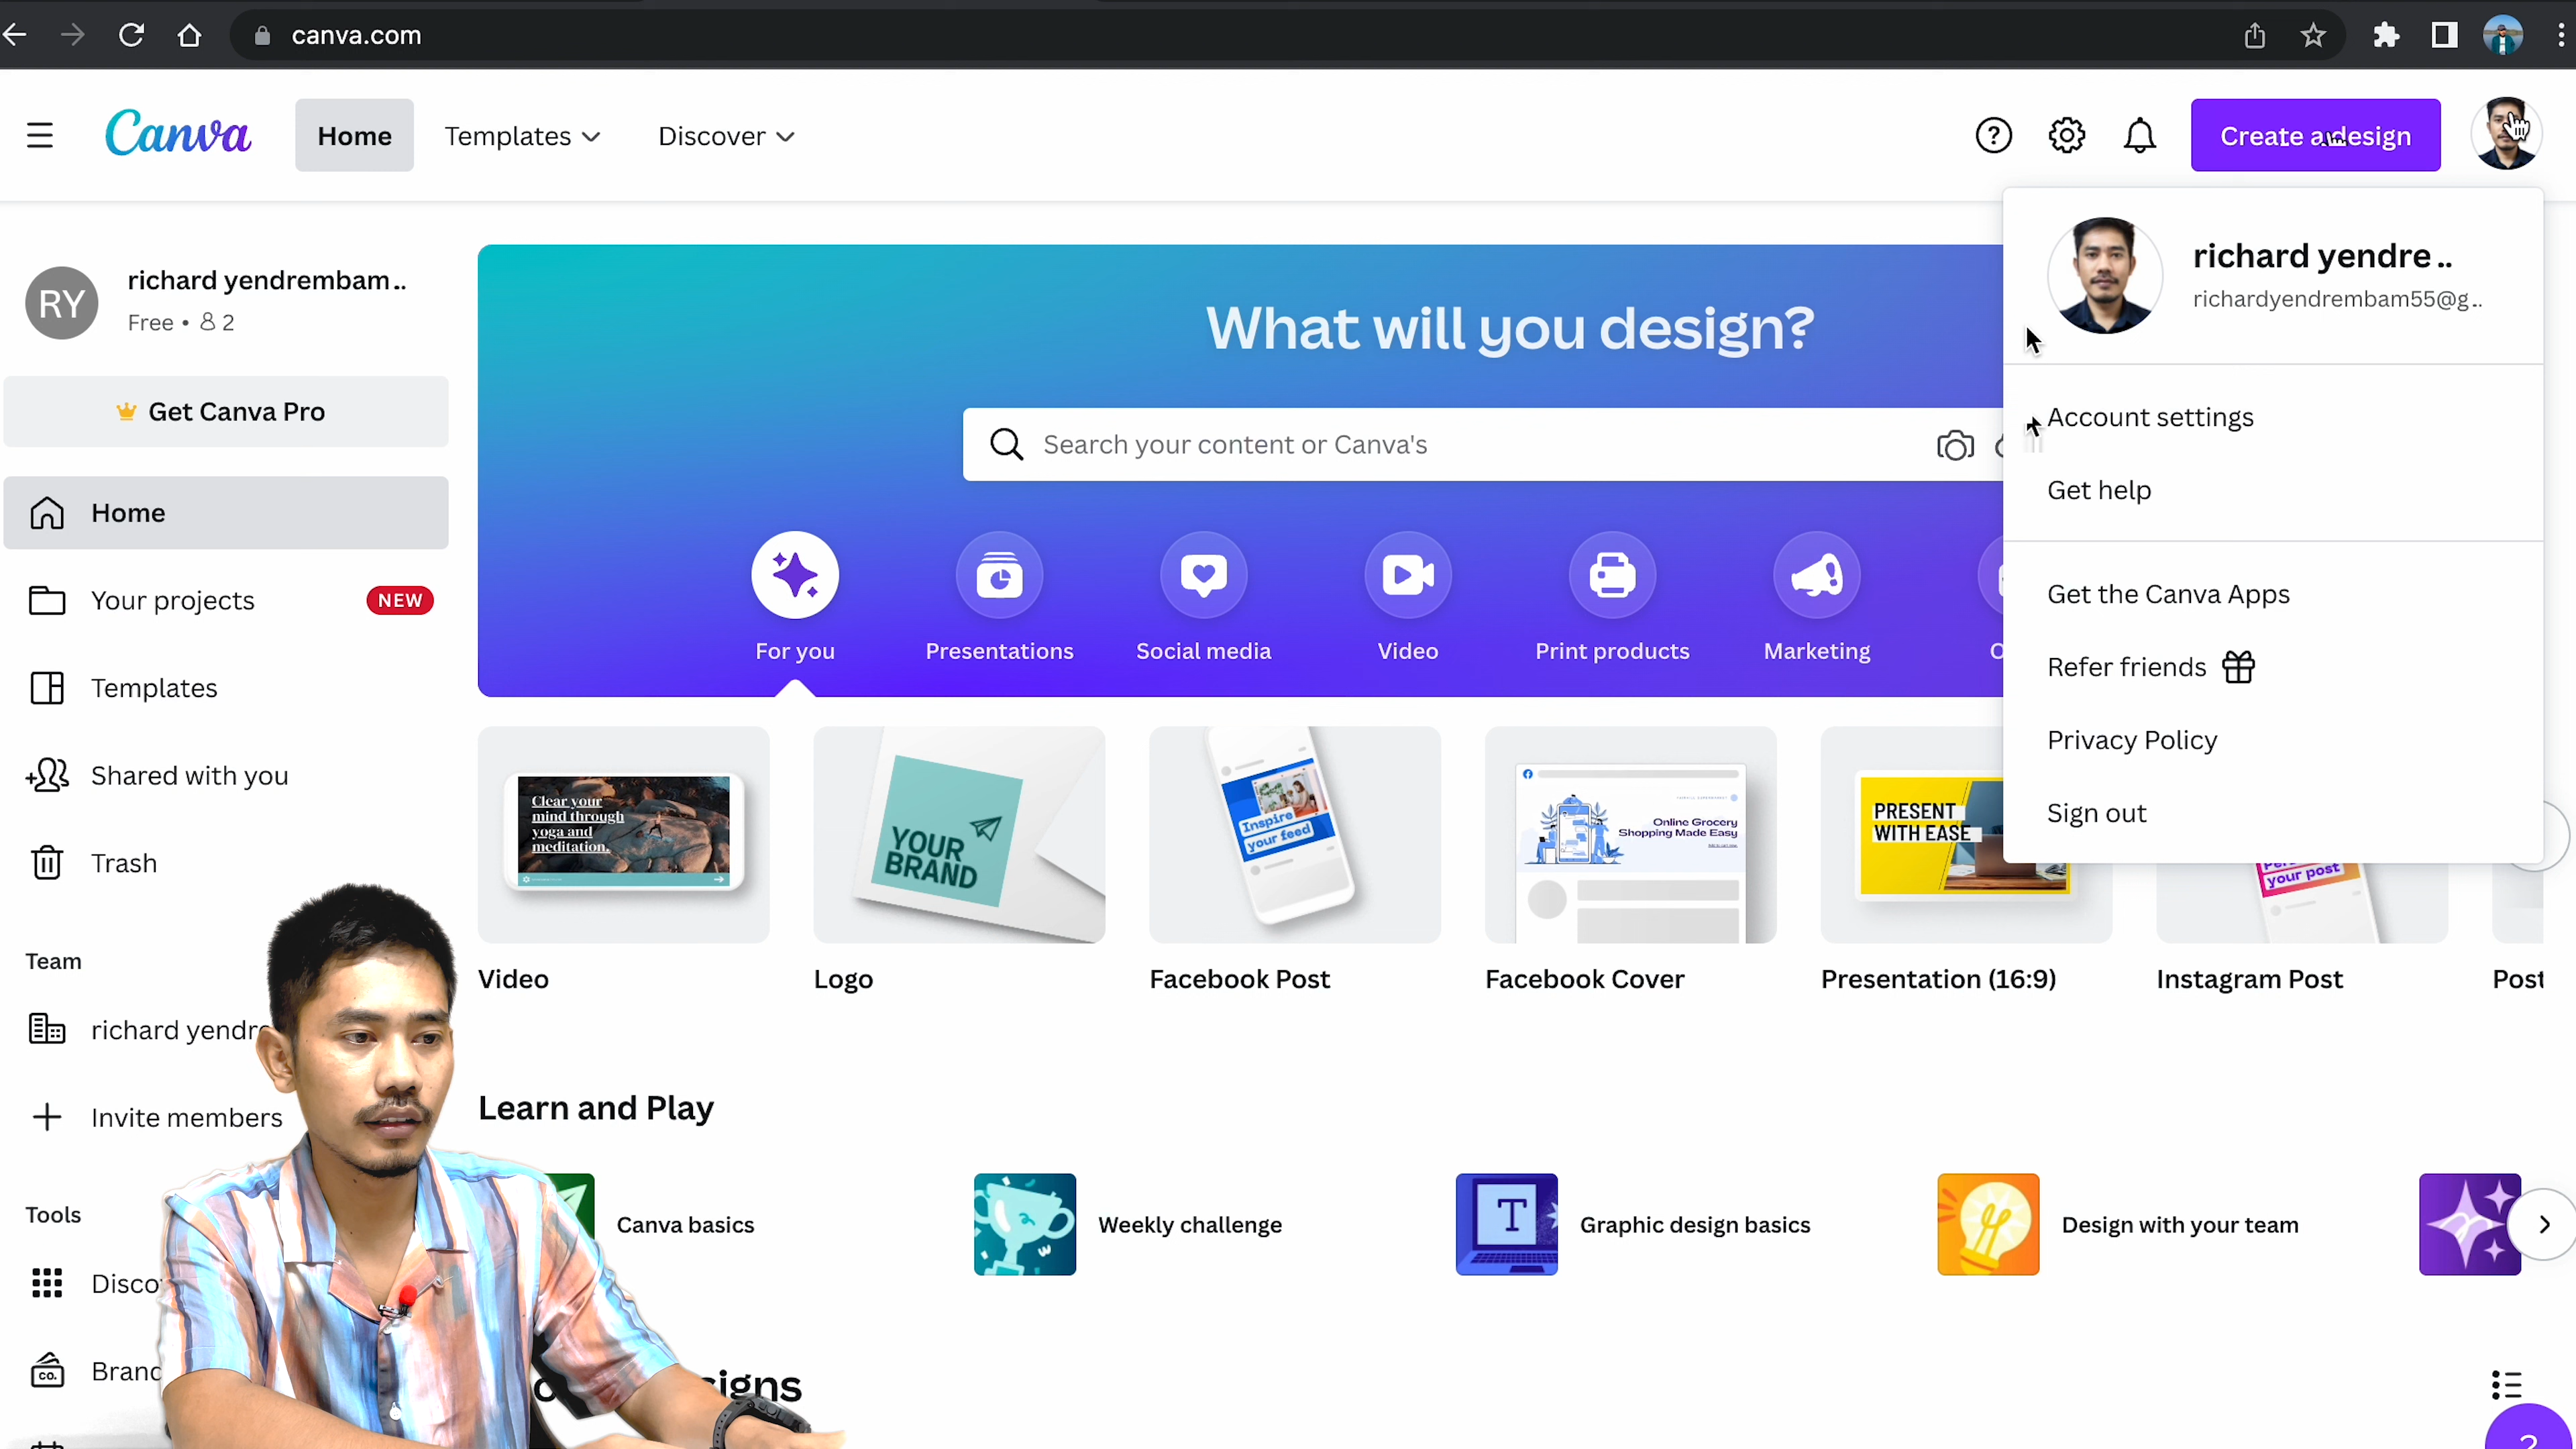 canva.com
Canva
Home
Templates
Discover
Create a design
richard yendrembam..
Free • 2
RY
Get Canva Pro
Home
Your projects
NEW
Templates
Shared with you
Trash
Team
richard yendre
Invite members
Tools
Disco
Brand
What will you design?
Search your content or Canva's
For you
Presentations
Social media
Video
Print products
Marketing
richard yendre..
richardyendrembam55@g..
Account settings
Get help
Get the Canva Apps
Refer friends
Privacy Policy
Sign out
Clear your
mind through
yoga and
meditation.
YOUR
BRAND
Inspire
your feed
Online Grocery
Shopping Made Easy
PRESENT
WITH EASE
your post
Video
Logo
Facebook Post
Facebook Cover
Presentation (16:9)
Instagram Post
Post
Learn and Play
Canva basics
Weekly challenge
T
Graphic design basics
Design with your team
CO.
igns
?